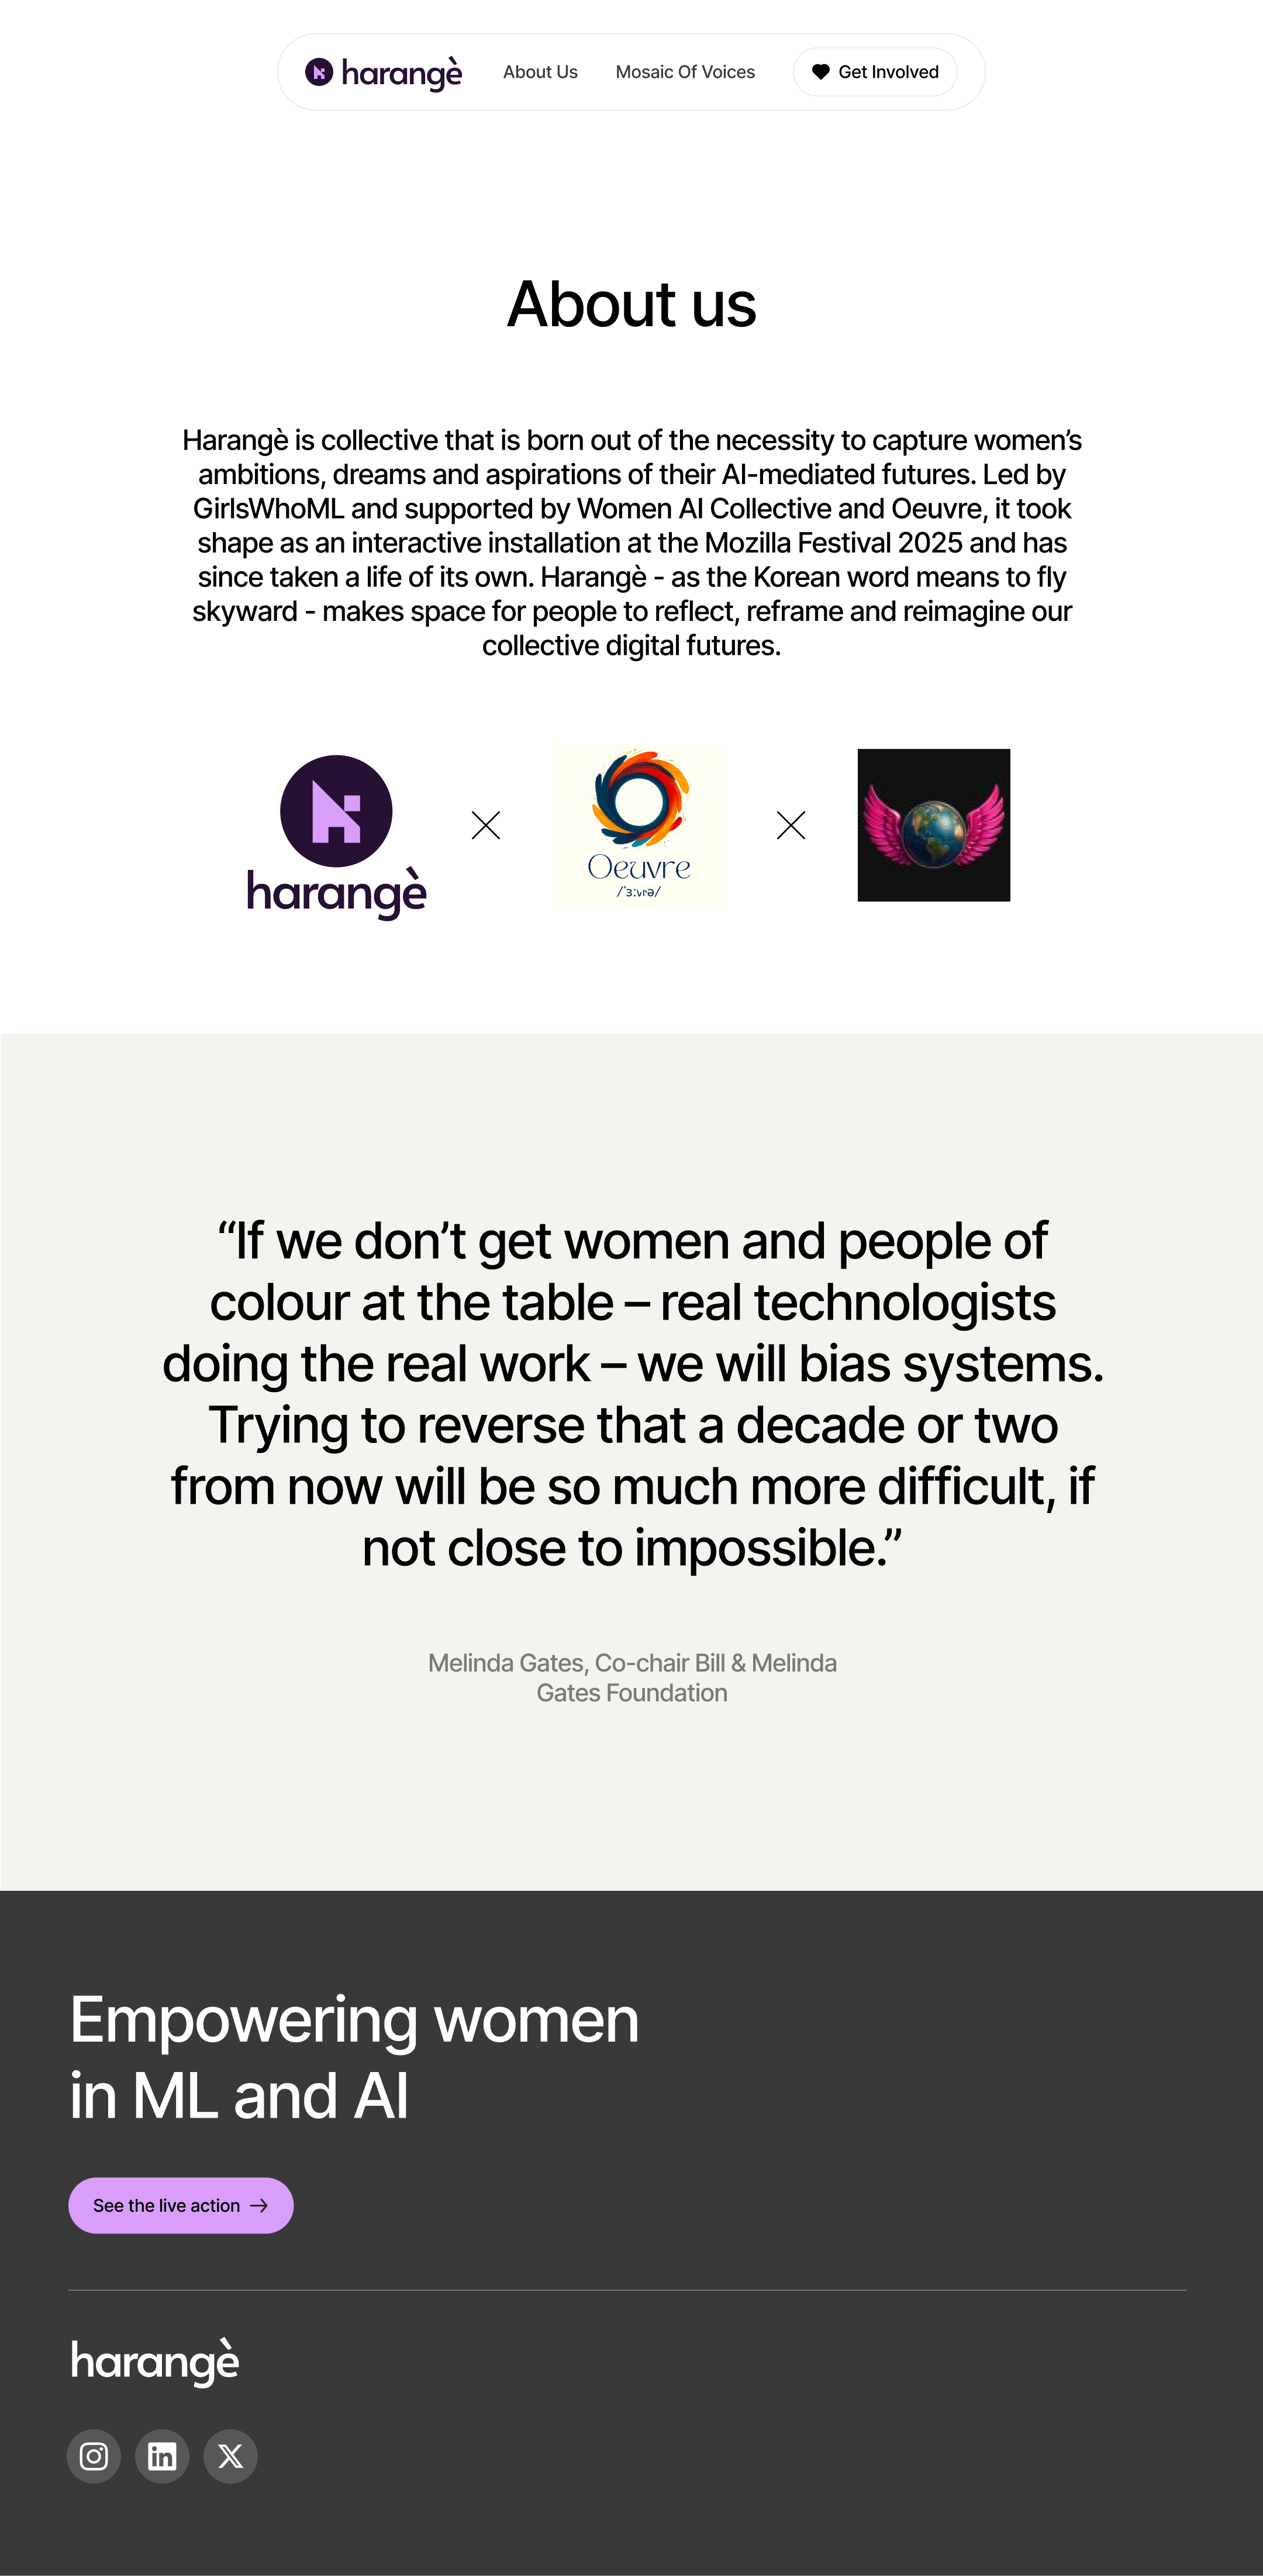 harangè
About Us
Mosaic Of Voices
Get Involved
About us
Harangè is collective that is born out of the necessity to capture women’s
ambitions, dreams and aspirations of their AI-mediated futures. Led by
GirlsWhoML and supported by Women AI Collective and Oeuvre, it took
shape as an interactive installation at the Mozilla Festival 2025 and has
since taken a life of its own. Harangè - as the Korean word means to fly
skyward - makes space for people to reflect, reframe and reimagine our
collective digital futures.
harangè
Oeuvre
/ˈɜːvrə/
“If we don’t get women and people of
colour at the table – real technologists
doing the real work – we will bias systems.
Trying to reverse that a decade or two
from now will be so much more difficult, if
not close to impossible.”
Melinda Gates, Co-chair Bill & Melinda
Gates Foundation
Empowering women
in ML and AI
See the live action →
harangè